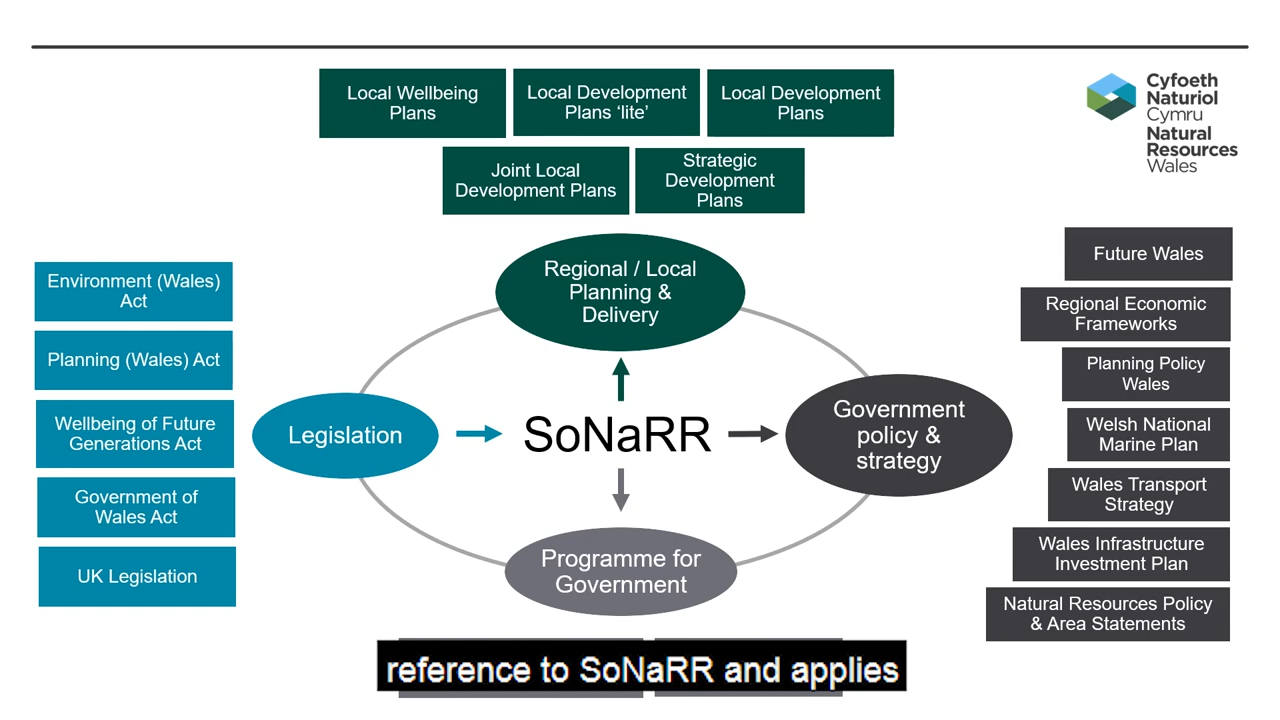 Local Wellbeing
Plans
Local Development
Plans ‘lite’
Local Development
Plans
Joint Local
Development Plans
Strategic
Development
Plans
Cyfoeth
Naturiol
Cymru
Natural
Resources
Wales
Environment (Wales)
Act
Planning (Wales) Act
Wellbeing of Future
Generations Act
Government of
Wales Act
UK Legislation
Regional / Local
Planning &
Delivery
Legislation
SoNaRR
Government
policy &
strategy
Programme for
Government
Future Wales
Regional Economic
Frameworks
Planning Policy
Wales
Welsh National
Marine Plan
Wales Transport
Strategy
Wales Infrastructure
Investment Plan
Natural Resources Policy
& Area Statements
reference to SoNaRR and applies